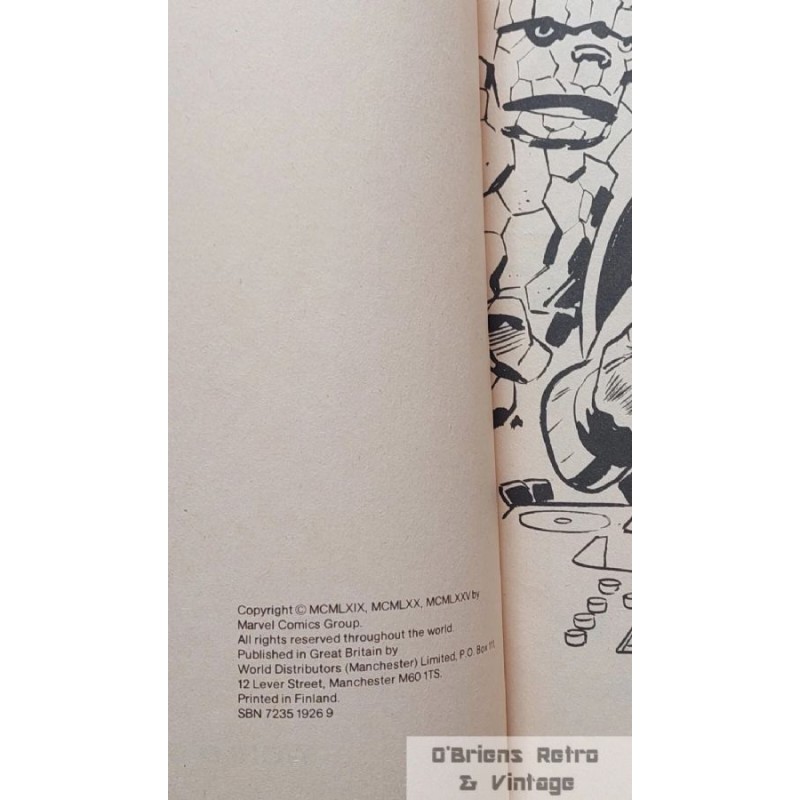 Copyright © MCMLXIX, MCMLXX, MCMLXXV by
Marvel Comics Group.
All rights reserved throughout the world.
Published in Great Britain by
World Distributors (Manchester) Limited, P.O. Box 111,
12 Lever Street, Manchester M60 1TS.
Printed in Finland.
SBN 7235 1926 9
O'Briens Retro
& Vintage